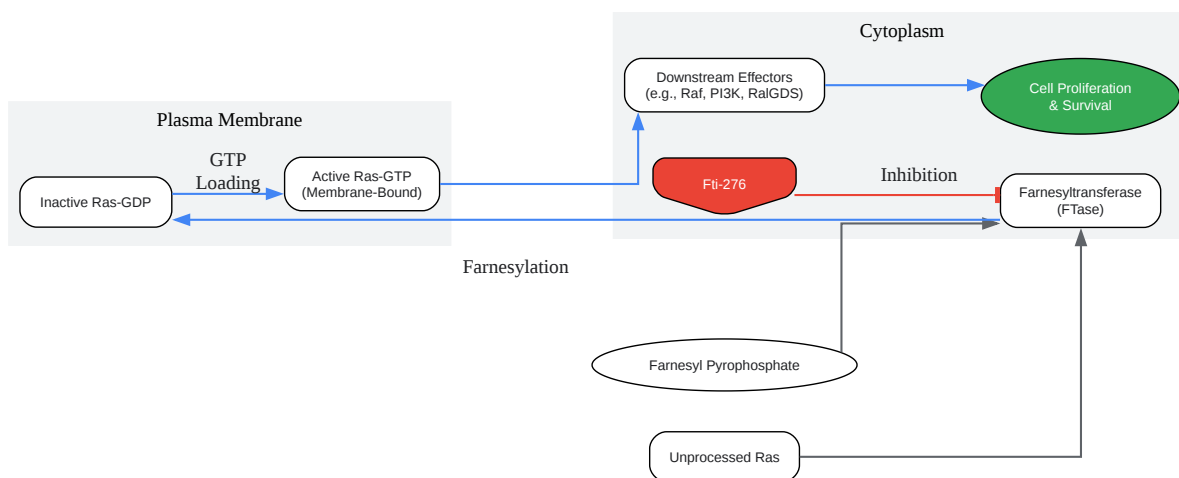 Cytoplasm
Downstream Effectors
(e.g., Raf, PI3K, RalGDS)
Cell Proliferation
& Survival
Plasma Membrane
GTP
Loading
Inactive Ras-GDP
Active Ras-GTP
(Membrane-Bound)
Fti-276
Inhibition
Farnesyltransferase
(FTase)
Farnesylation
Farnesyl Pyrophosphate
Unprocessed Ras